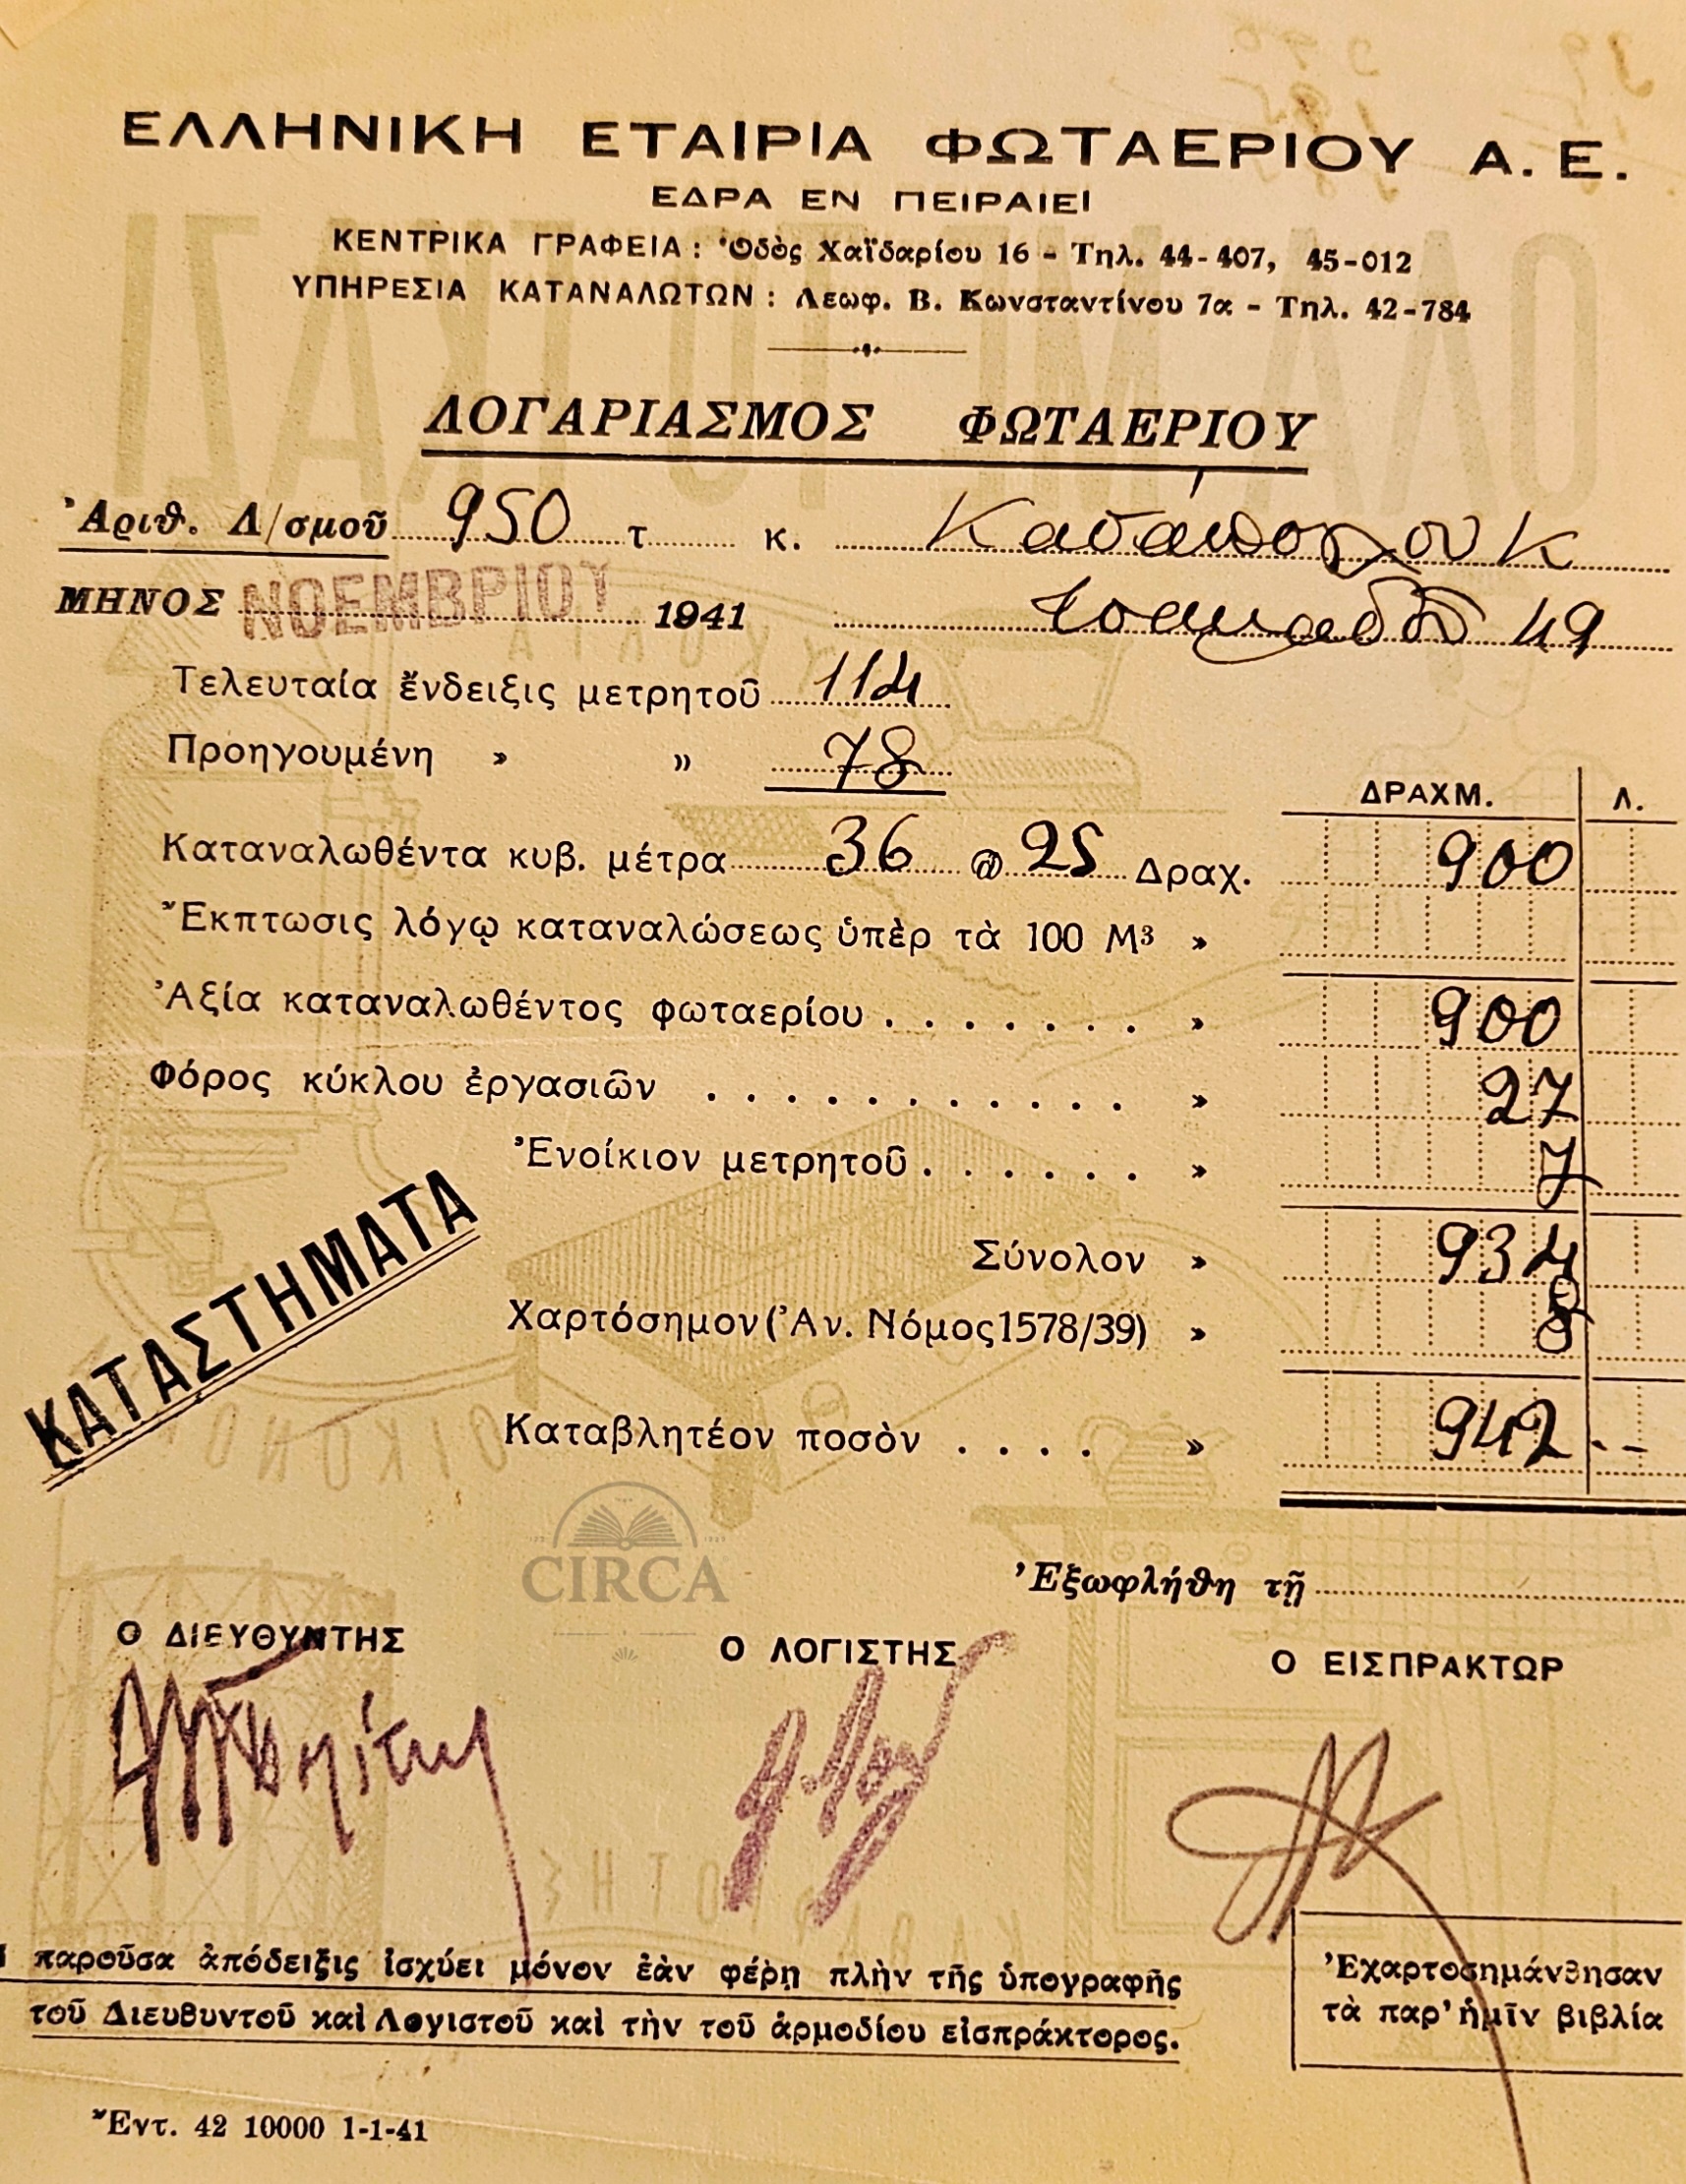 ΕΛΛΗΝΙΚΗ ΕΤΑΙΡΙΑ ΦΩΤΑΕΡΙΟΥ Α.Ε.
ΕΔΡΑ ΕΝ ΠΕΙΡΑΙΕΙ
ΚΕΝΤΡΙΚΑ ΓΡΑΦΕΙΑ: Ὁδὸς Χαϊδαρίου 16 - Τηλ. 44-407, 45-012
ΥΠΗΡΕΣΙΑ ΚΑΤΑΝΑΛΩΤΩΝ: Λεωφ. Β. Κωνσταντίνου 7α - Τηλ. 42-784
ΛΟΓΑΡΙΑΣΜΟΣ ΦΩΤΑΕΡΙΟΥ
Ἀριθ. Λ/σμοῦ 950 τ κ.
ΜΗΝΟΣ ΝΟΕΜΒΡΙΟΥ 1941 49
Τελευταία ἔνδειξις μετρητοῦ 114
Προηγουμένη » » 78
ΔΡΑΧΜ. Λ.
Καταναλωθέντα κυβ. μέτρα 36 @ 25 Δραχ. 900
Ἔκπτωσις λόγῳ καταναλώσεως ὑπὲρ τὰ 100 Μ³ »
Ἀξία καταναλωθέντος φωταερίου . . . . . . . » 900
Φόρος κύκλου ἐργασιῶν . . . . . . . . . . . » 27
Ἐνοίκιον μετρητοῦ . . . . . . » 7
Σύνολον » 934
Χαρτόσημον (Ἀν. Νόμος 1578/39) » 8
ΚΑΤΑΣΤΗΜΑΤΑ
Καταβλητέον ποσὸν . . . . » 942 --
CIRCA
Ἐξωφλήθη τῇ
Ο ΔΙΕΥΘΥΝΤΗΣ Ο ΛΟΓΙΣΤΗΣ Ο ΕΙΣΠΡΑΚΤΩΡ
παροῦσα ἀπόδειξις ἰσχύει μόνον ἐὰν φέρῃ πλὴν τῆς ὑπογραφῆς
τοῦ Διευθυντοῦ καὶ Λογιστοῦ καὶ τὴν τοῦ ἁρμοδίου εἰσπράκτορος.
Ἐχαρτοσημάνθησαν
τὰ παρ' ἡμῖν βιβλία
Ἔντ. 42 10000 1-1-41